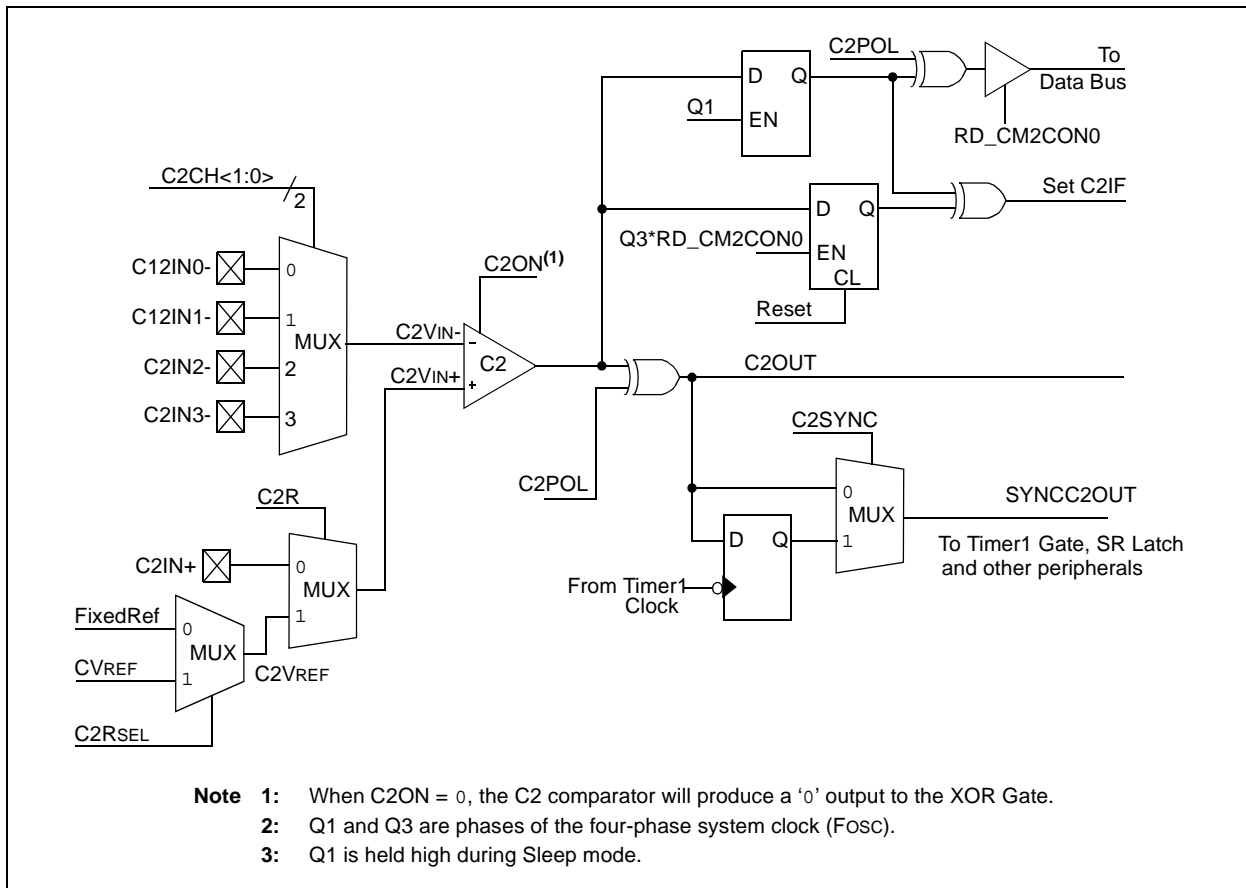 C2POL
To
Data Bus
D Q
Q1
EN
RD_CM2CON0
C2CH<1:0>
2
Set C2IF
D Q
Q3*RD_CM2CON0
EN
CL
Reset
C2ON(1)
C12IN0-
0
C12IN1-
1
MUX
C2IN2-
2
C2IN3-
3
C2VIN-
-
C2
C2VIN+
+
C2OUT
C2POL
C2SYNC
0
MUX
1
SYNCC2OUT
D Q
To Timer1 Gate, SR Latch
and other peripherals
From Timer1
Clock
C2R
C2IN+
0
MUX
1
FixedRef
0
MUX
CVREF
1
C2VREF
C2RSEL
Note 1: When C2ON = 0, the C2 comparator will produce a ‘0’ output to the XOR Gate.
2: Q1 and Q3 are phases of the four-phase system clock (FOSC).
3: Q1 is held high during Sleep mode.